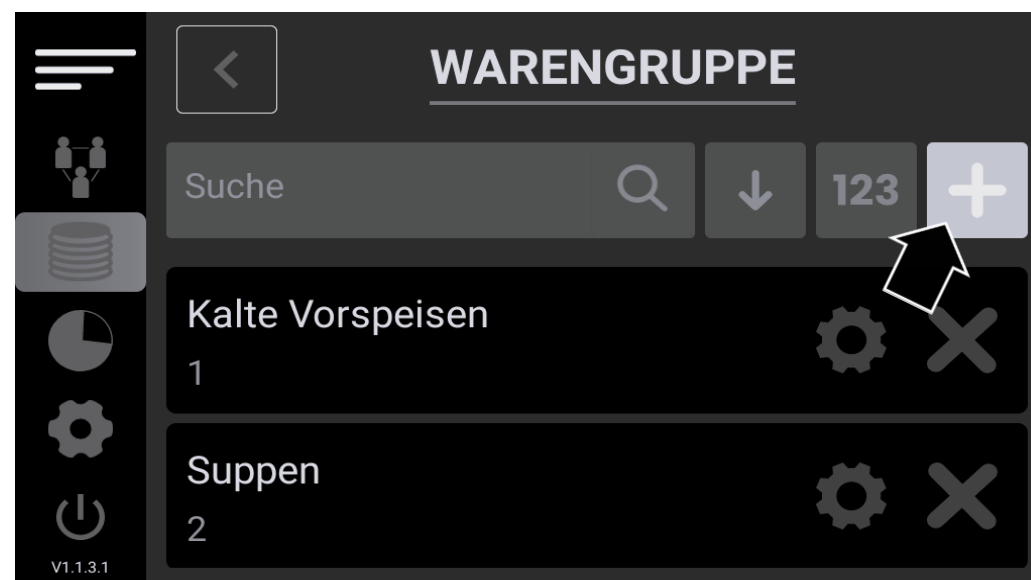 WARENGRUPPE
Suche
123
Kalte Vorspeisen
1
Suppen
2
V1.1.3.1